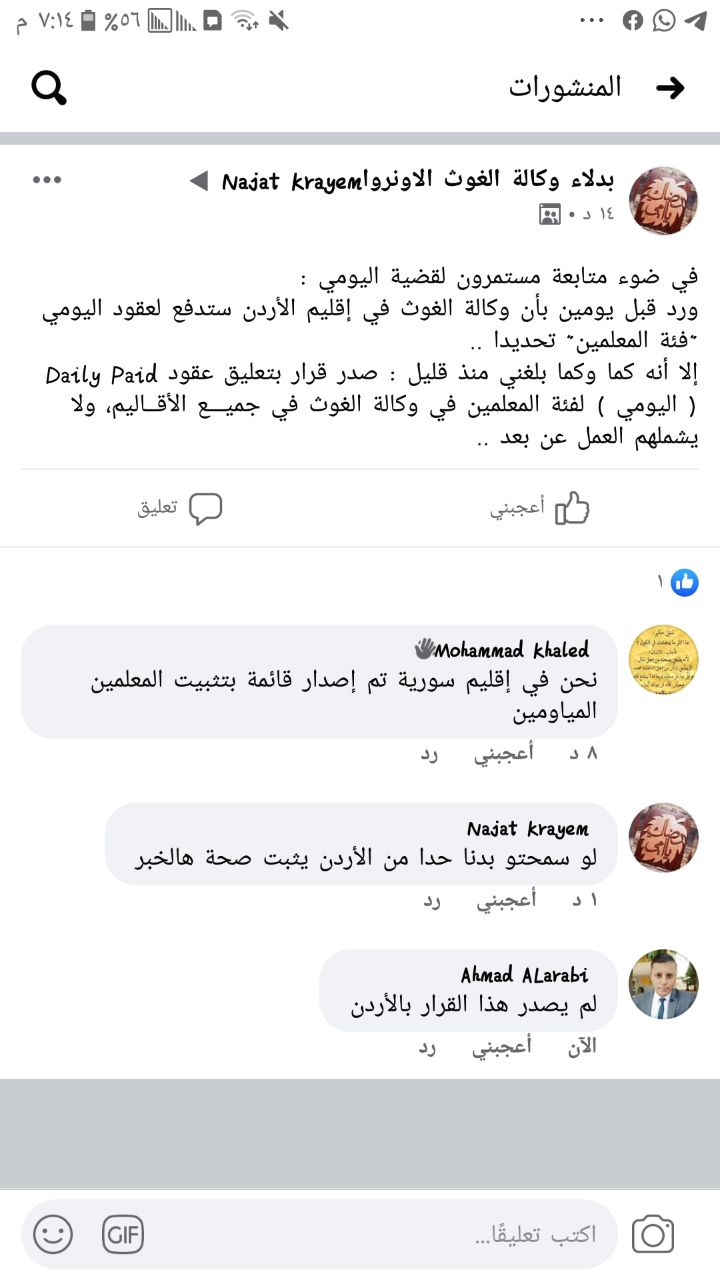 ٧:١٤ م
٥٦%
المنشورات
Najat krayem ◀ بدلاء وكالة الغوث الاونروا
١٤ د •
في ضوء متابعة مستمرون لقضية اليومي :
ورد قبل يومين بأن وكالة الغوث في إقليم الأردن ستدفع لعقود اليومي
"فئة المعلمين" تحديدا ..
إلا أنه كما وكما بلغني منذ قليل : صدر قرار بتعليق عقود Daily Paid
( اليومي ) لفئة المعلمين في وكالة الغوث في جميـــع الأقــاليم، ولا
يشملهم العمل عن بعد ..
أعجبني
تعليق
١
Mohammad khaled👋
نحن في إقليم سورية تم إصدار قائمة بتثبيت المعلمين
المياومين
٨ د أعجبني رد
Najat krayem
لو سمحتو بدنا حدا من الأردن يثبت صحة هالخبر
١ د أعجبني رد
Ahmad ALarabi
لم يصدر هذا القرار بالأردن
الآن أعجبني رد
اكتب تعليقًا...
GIF